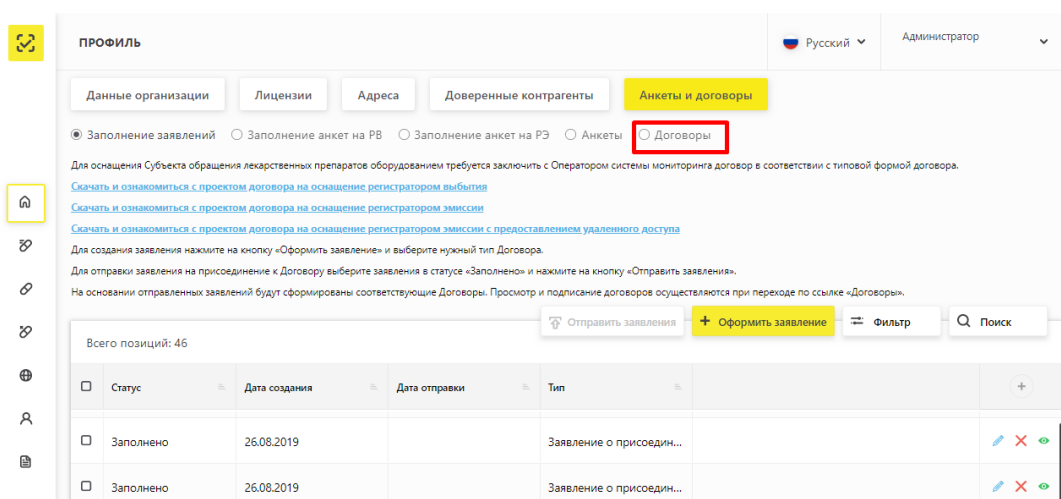 ПРОФИЛЬ
Русский
Администратор
Данные организации
Лицензии
Адреса
Доверенные контрагенты
Анкеты и договоры
Заполнение заявлений
Заполнение анкет на РВ
Заполнение анкет на РЭ
Анкеты
Договоры
Для оснащения Субъекта обращения лекарственных препаратов оборудованием требуется заключить с Оператором системы мониторинга договор в соответствии с типовой формой договора.
Скачать и ознакомиться с проектом договора на оснащение регистратором выбытия
Скачать и ознакомиться с проектом договора на оснащение регистратором эмиссии
Скачать и ознакомиться с проектом договора на оснащение регистратором эмиссии с предоставлением удаленного доступа
Для создания заявления нажмите на кнопку «Оформить заявление» и выберите нужный тип Договора.
Для отправки заявления на присоединение к Договору выберите заявления в статусе «Заполнено» и нажмите на кнопку «Отправить заявления».
На основании отправленных заявлений будут сформированы соответствующие Договоры. Просмотр и подписание договоров осуществляются при переходе по ссылке «Договоры».
Отправить заявления
+ Оформить заявление
Фильтр
Поиск
Всего позиций: 46
Статус
Дата создания
Дата отправки
Тип
Заполнено
26.08.2019
Заявление о присоедин...
Заполнено
26.08.2019
Заявление о присоедин...